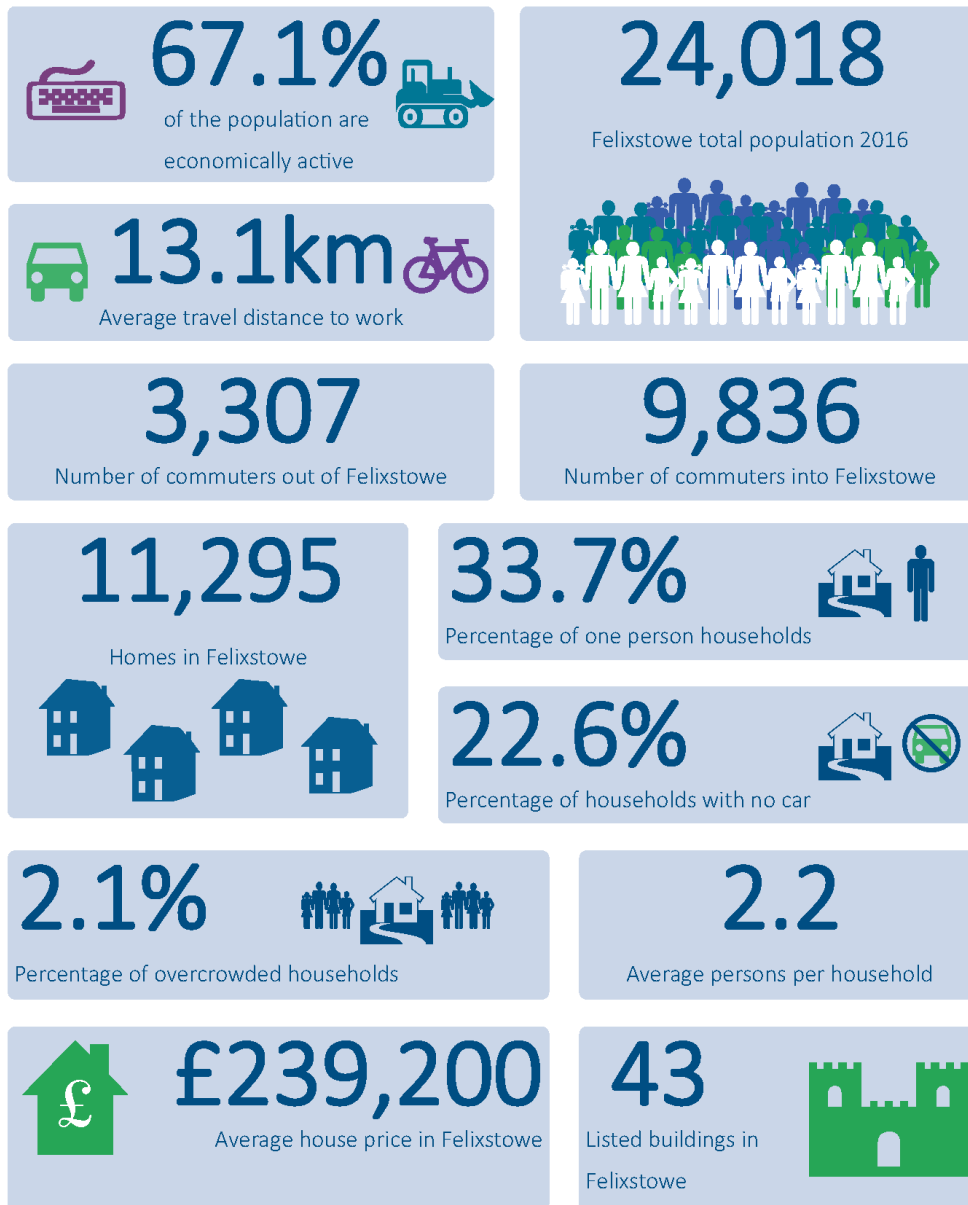 67.1%
of the population are
economically active
24,018
Felixstowe total population 2016
13.1km
Average travel distance to work
3,307
Number of commuters out of Felixstowe
9,836
Number of commuters into Felixstowe
11,295
Homes in Felixstowe
33.7%
Percentage of one person households
22.6%
Percentage of households with no car
2.1%
Percentage of overcrowded households
2.2
Average persons per household
£
£239,200
Average house price in Felixstowe
43
Listed buildings in
Felixstowe